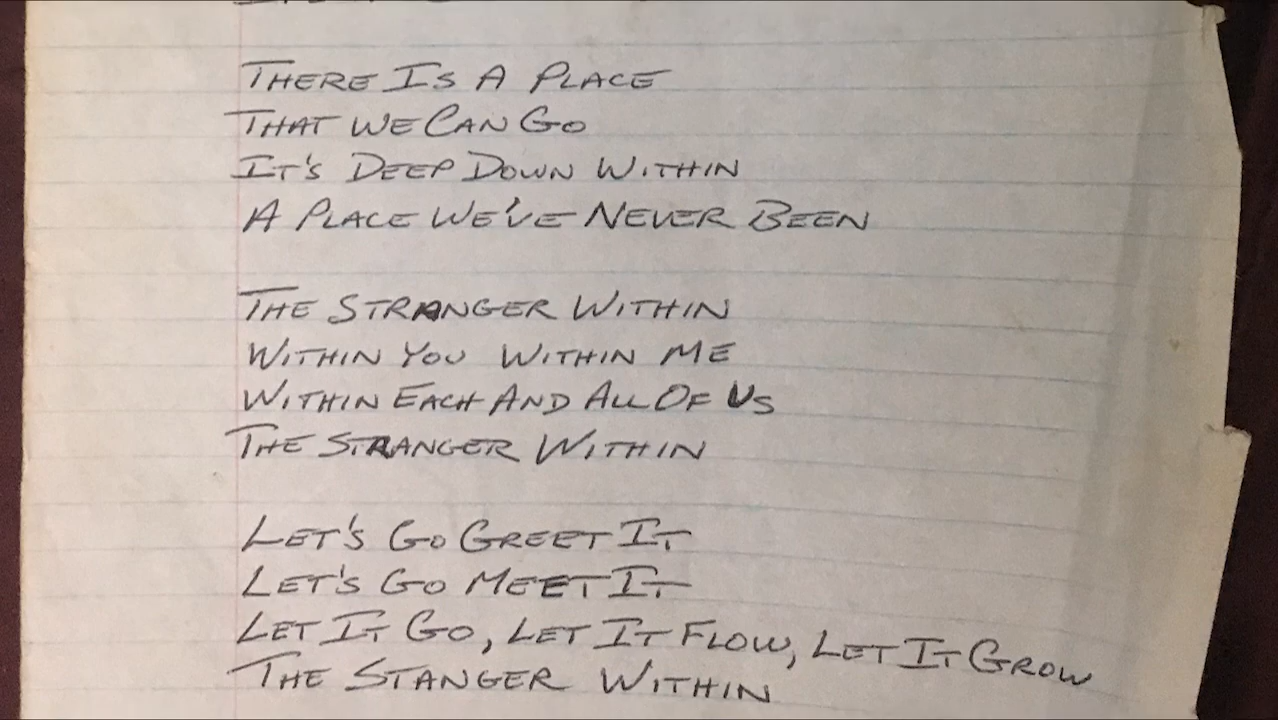 THERE IS A PLACE
THAT WE CAN GO
IT'S DEEP DOWN WITHIN
A PLACE WE'VE NEVER BEEN
THE STRANGER WITHIN
WITHIN YOU WITHIN ME
WITHIN EACH AND ALL OF US
THE STRANGER WITHIN
LET'S GO GREET IT
LET'S GO MEET IT
LET IT GO, LET IT FLOW, LET IT GROW
THE STANGER WITHIN